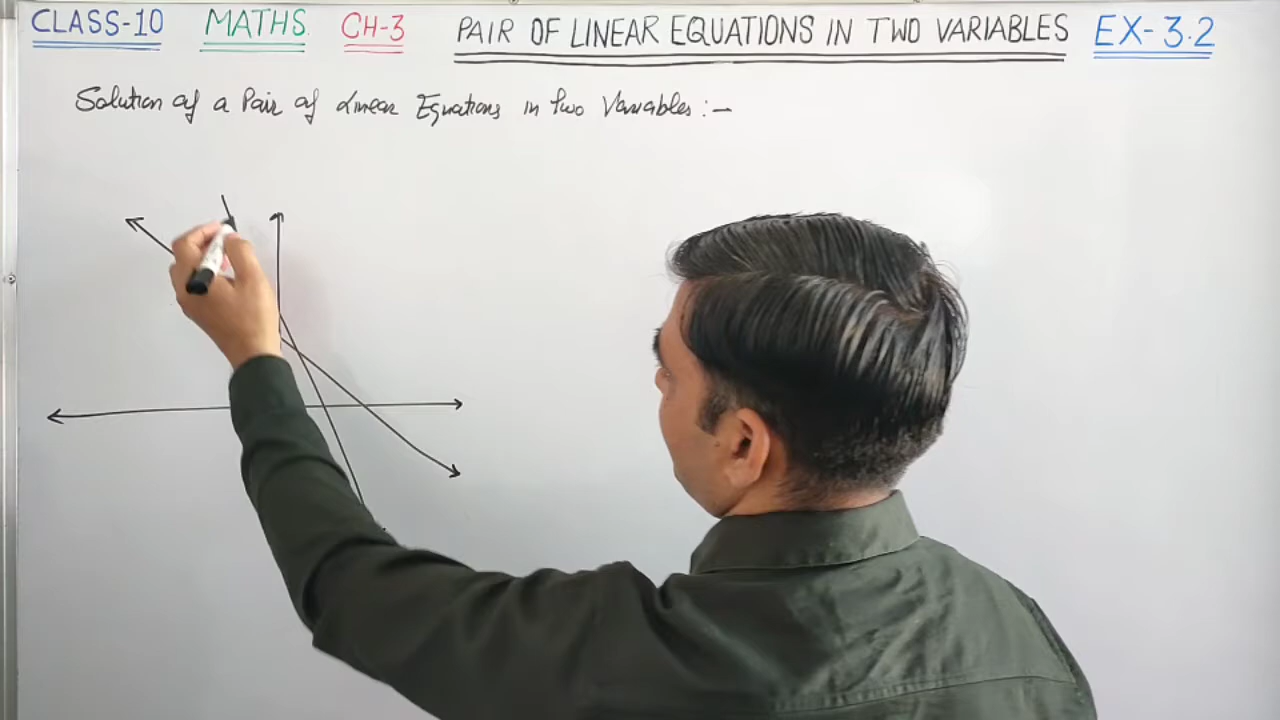 CLASS-10 MATHS CH-3 PAIR OF LINEAR EQUATIONS IN TWO VARIABLES EX-3.2
Solution of a Pair of Linear Equations in two Variables :-